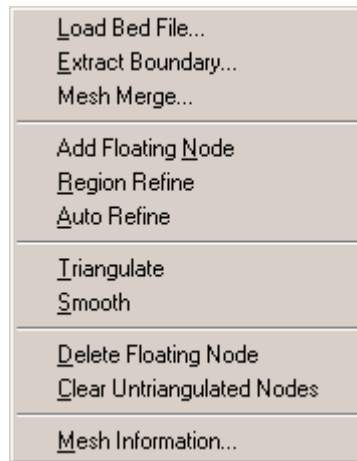 Load Bed File...
Extract Boundary...
Mesh Merge...
Add Floating Node
Region Refine
Auto Refine
Triangulate
Smooth
Delete Floating Node
Clear Untriangulated Nodes
Mesh Information...